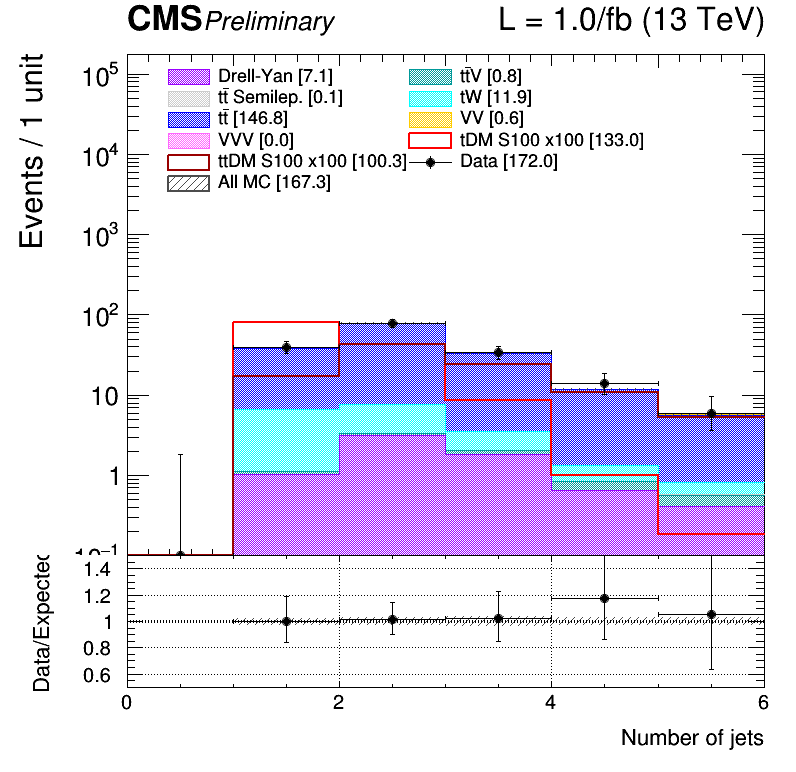 CMS Preliminary L = 1.0/fb (13 TeV)
Events / 1 unit
10⁵
10⁴
10³
10²
10
1
10⁻¹
Drell-Yan [7.1]
tt̄V [0.8]
tt̄ Semilep. [0.1]
tW [11.9]
tt̄ [146.8]
VV [0.6]
VVV [0.0]
tDM S100 x100 [133.0]
ttDM S100 x100 [100.3]
Data [172.0]
All MC [167.3]
Data/Expected
1.4
1.2
1
0.8
0.6
0 2 4 6
Number of jets